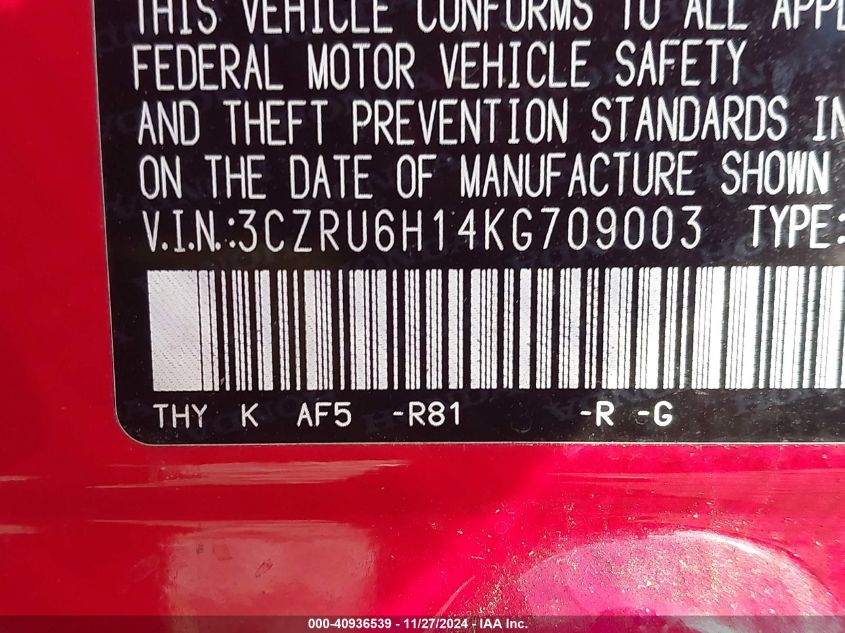 THIS VEHICLE CONFORMS TO ALL
FEDERAL MOTOR VEHICLE SAFETY
AND THEFT PREVENTION STANDARDS IN
ON THE DATE OF MANUFACTURE SHOWN
V.I.N.:3CZRU6H14KG709003 TYPE:
THY K AF5 -R81 -R -G
000-40936539 - 11/27/2024 - IAA Inc.